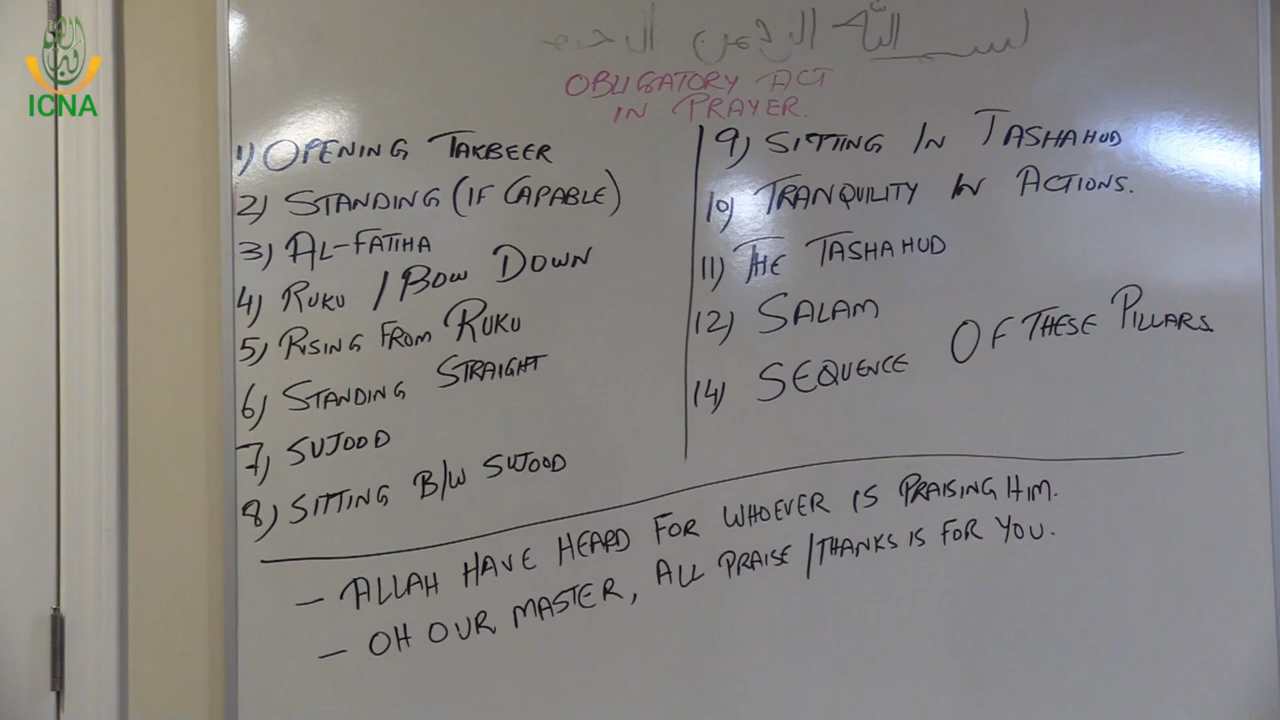 ICNA
بسم الله الرحمن الرحيم
OBLIGATORY ACT
IN PRAYER.
1) OPENING TAKBEER
2) STANDING (IF CAPABLE)
3) AL-FATIHA
4) RUKU / BOW DOWN
5) RISING FROM RUKU
6) STANDING STRAIGHT
7) SUJOOD
8) SITTING B/W SUJOOD
9) SITTING IN TASHAHUD
10) TRANQUILITY IN ACTIONS.
11) THE TASHAHUD
12) SALAM
14) SEQUENCE OF THESE PILLARS
- ALLAH HAVE HEARD FOR WHOEVER IS PRAISING HIM.
- OH OUR MASTER, ALL PRAISE / THANKS IS FOR YOU.